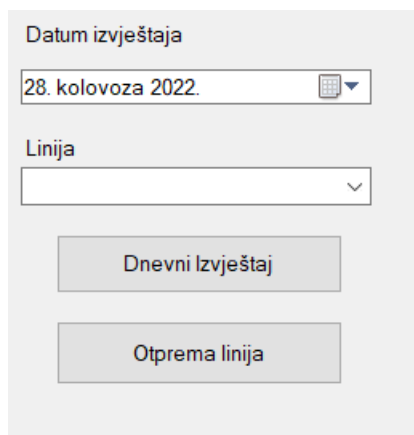 Datum izvještaja
28. kolovoza 2022.
Linija
Dnevni Izvještaj
Otprema linija